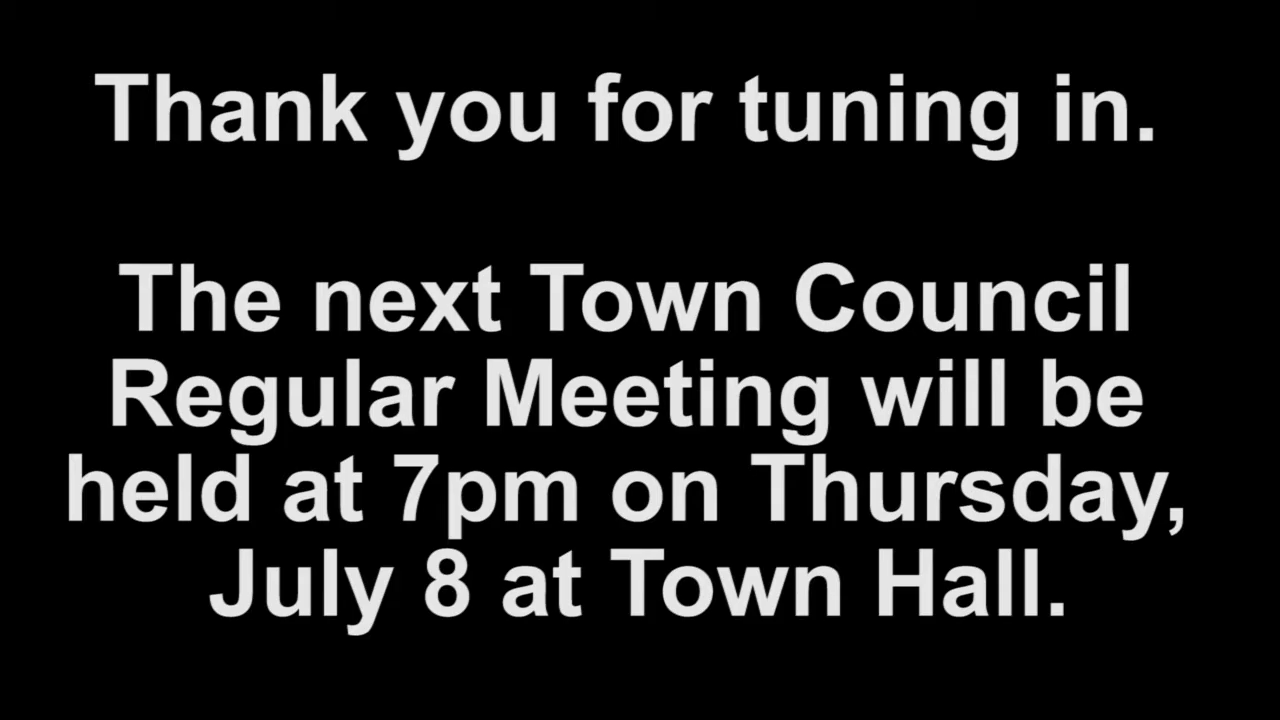 Thank you for tuning in.
The next Town Council
Regular Meeting will be
held at 7pm on Thursday,
July 8 at Town Hall.